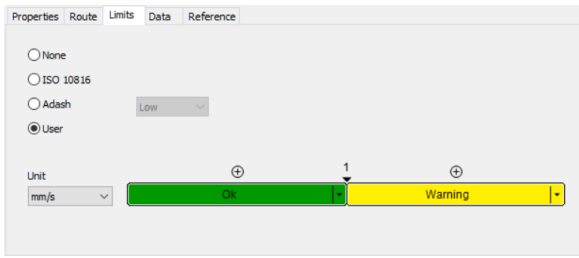 Properties Route Limits Data Reference
None
ISO 10816
Adash Low
User
Unit 1
mm/s Ok Warning